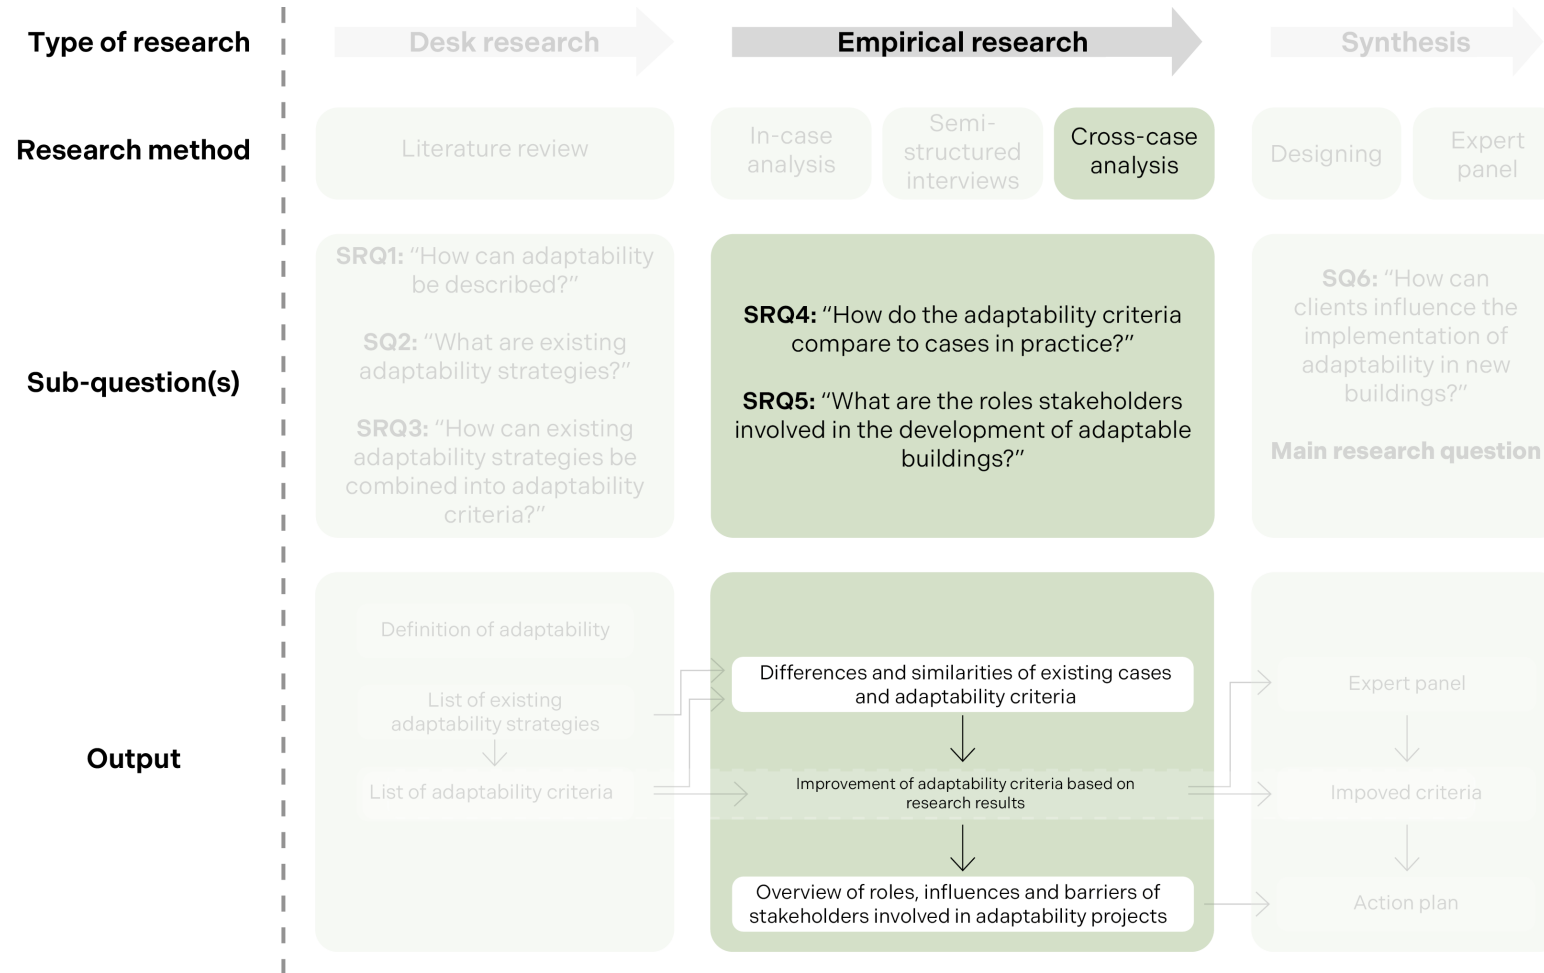 Type of research
Desk research
Empirical research
Synthesis
Research method
Literature review
In-case
analysis
Semi-
structured
interviews
Cross-case
analysis
Designing
Expert
panel
Sub-question(s)
SRQ1: “How can adaptability
be described?”
SQ2: “What are existing
adaptability strategies?”
SRQ3: “How can existing
adaptability strategies be
combined into adaptability
criteria?”
SRQ4: “How do the adaptability criteria
compare to cases in practice?”
SRQ5: “What are the roles stakeholders
involved in the development of adaptable
buildings?”
SQ6: “How can
clients influence the
implementation of
adaptability in new
buildings?”
Main research question
Output
Definition of adaptability
List of existing
adaptability strategies
List of adaptability criteria
Differences and similarities of existing cases
and adaptability criteria
Improvement of adaptability criteria based on
research results
Overview of roles, influences and barriers of
stakeholders involved in adaptability projects
Expert panel
Impoved criteria
Action plan